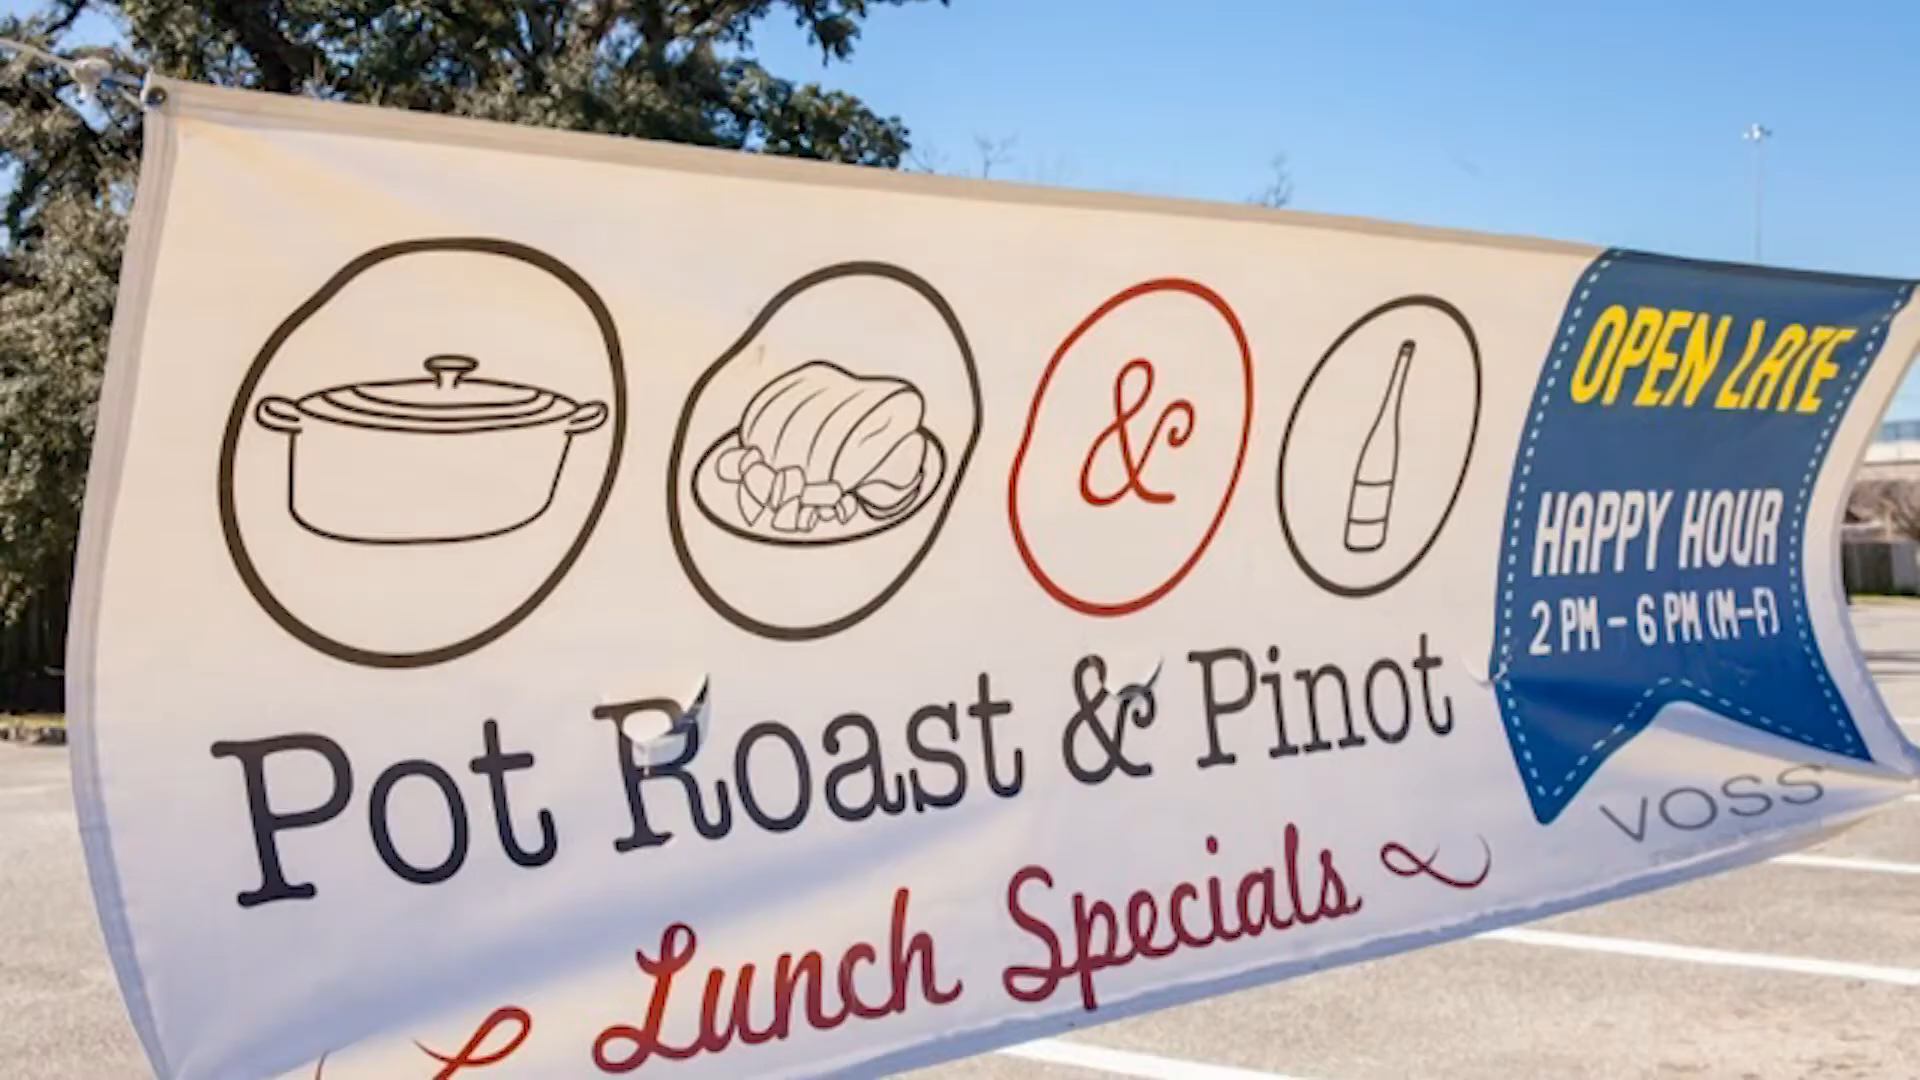 &
Pot Roast & Pinot
Lunch Specials
OPEN LATE
HAPPY HOUR
2 PM – 6 PM (M–F)
VOSS